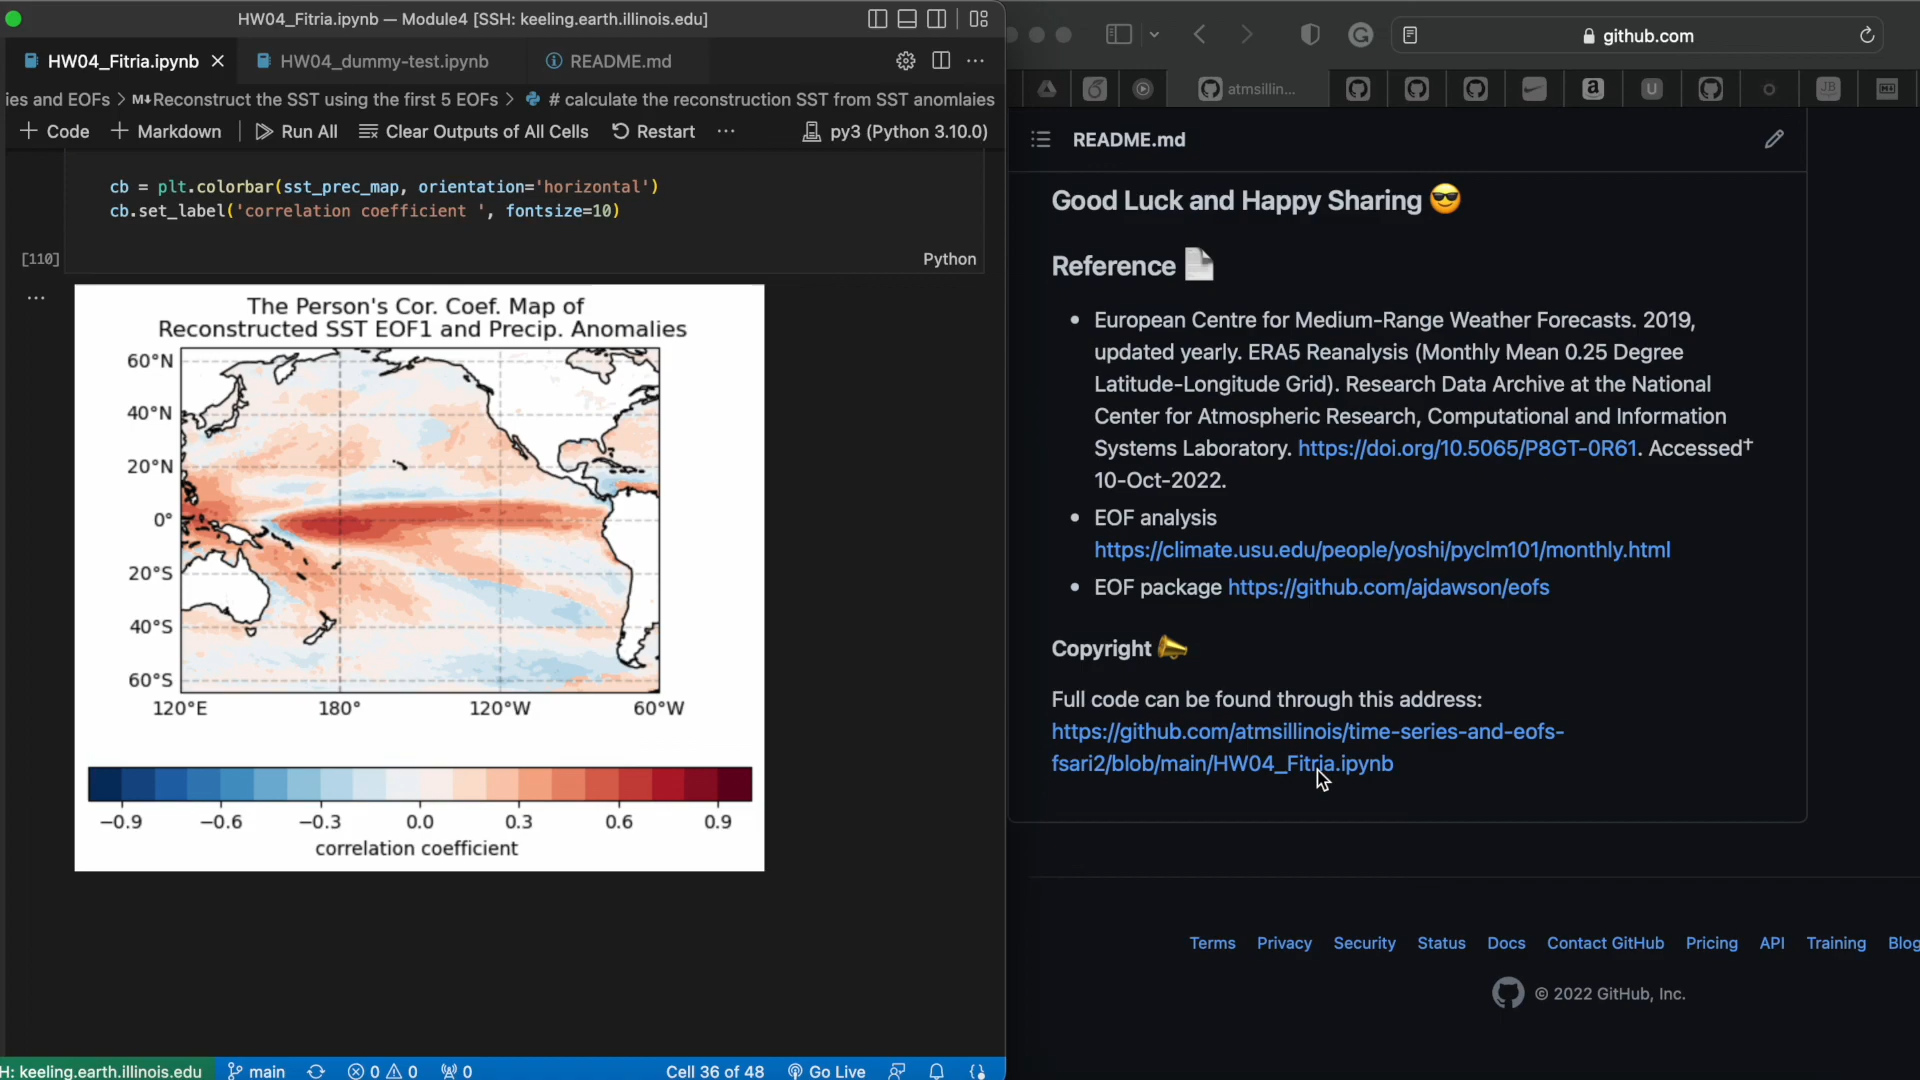 HW04_Fitria.ipynb — Module4 [SSH: keeling.earth.illinois.edu]
HW04_Fitria.ipynb
HW04_dummy-test.ipynb
README.md
ies and EOFs > M↓Reconstruct the SST using the first 5 EOFs > # calculate the reconstruction SST from SST anomlaies
+ Code + Markdown Run All Clear Outputs of All Cells Restart ... py3 (Python 3.10.0)
cb = plt.colorbar(sst_prec_map, orientation='horizontal')
cb.set_label('correlation coefficient ', fontsize=10)
[110]
Python
...
The Person's Cor. Coef. Map of
Reconstructed SST EOF1 and Precip. Anomalies
60°N
40°N
20°N
0°
20°S
40°S
60°S
120°E 180° 120°W 60°W
−0.9 −0.6 −0.3 0.0 0.3 0.6 0.9
correlation coefficient
H: keeling.earth.illinois.edu main 0 0 0 Cell 36 of 48 Go Live
github.com
atmsillin...
a
U
JB
M↓
README.md
Good Luck and Happy Sharing 😎
Reference 📄
• European Centre for Medium-Range Weather Forecasts. 2019,
updated yearly. ERA5 Reanalysis (Monthly Mean 0.25 Degree
Latitude-Longitude Grid). Research Data Archive at the National
Center for Atmospheric Research, Computational and Information
Systems Laboratory. https://doi.org/10.5065/P8GT-0R61. Accessed†
10-Oct-2022.
• EOF analysis
https://climate.usu.edu/people/yoshi/pyclm101/monthly.html
• EOF package https://github.com/ajdawson/eofs
Copyright 📣
Full code can be found through this address:
https://github.com/atmsillinois/time-series-and-eofs-
fsari2/blob/main/HW04_Fitria.ipynb
Terms Privacy Security Status Docs Contact GitHub Pricing API Training Blog
© 2022 GitHub, Inc.